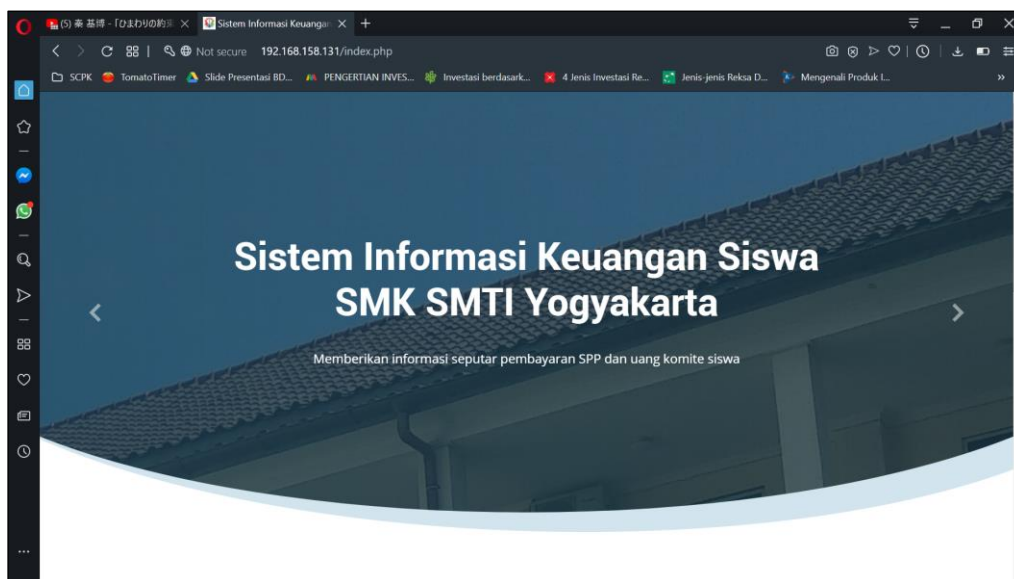 (5) 秦 基博 - 「ひまわりの約束
Sistem Informasi Keuangan
Not secure 192.168.158.131/index.php
SCPK TomatoTimer Slide Presentasi BD... PENGERTIAN INVES... Investasi berdasark... 4 Jenis Investasi Re... Jenis-jenis Reksa D... Mengenali Produk I...
Sistem Informasi Keuangan Siswa
SMK SMTI Yogyakarta
Memberikan informasi seputar pembayaran SPP dan uang komite siswa